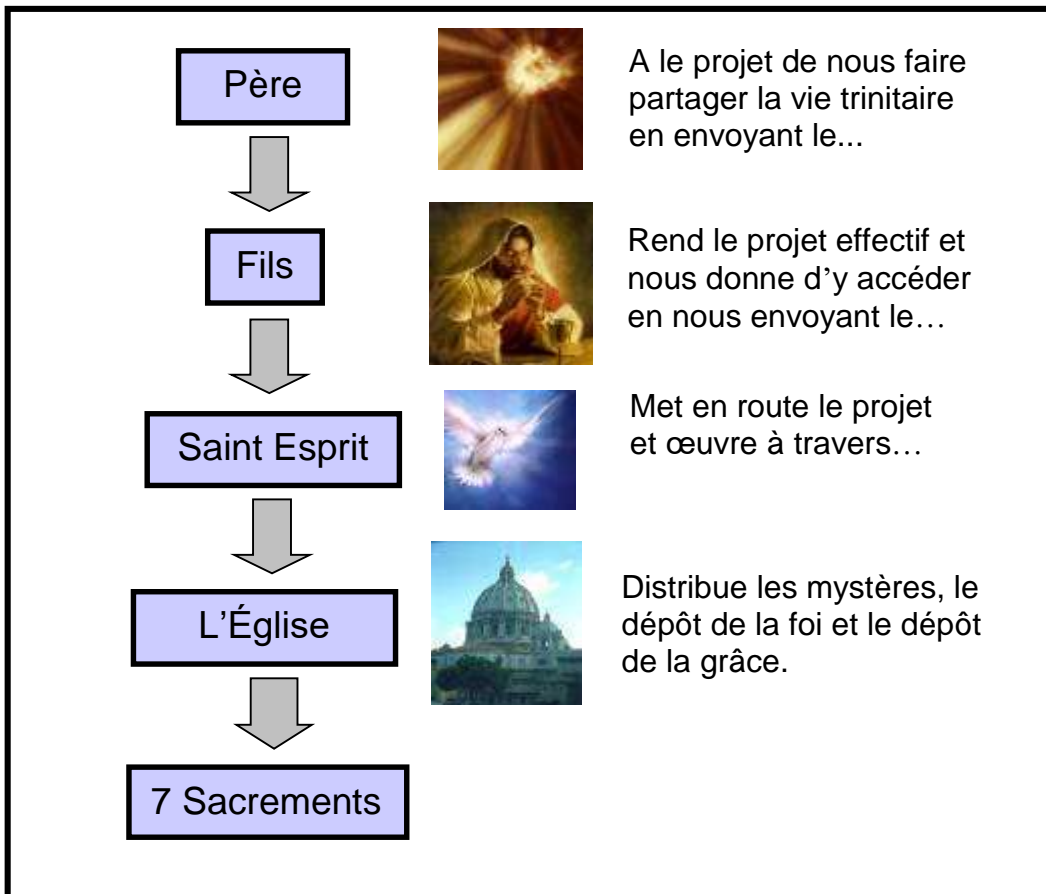 Père
A le projet de nous faire
partager la vie trinitaire
en envoyant le...
Fils
Rend le projet effectif et
nous donne d’y accéder
en nous envoyant le…
Saint Esprit
Met en route le projet
et œuvre à travers…
L’Église
Distribue les mystères, le
dépôt de la foi et le dépôt
de la grâce.
7 Sacrements